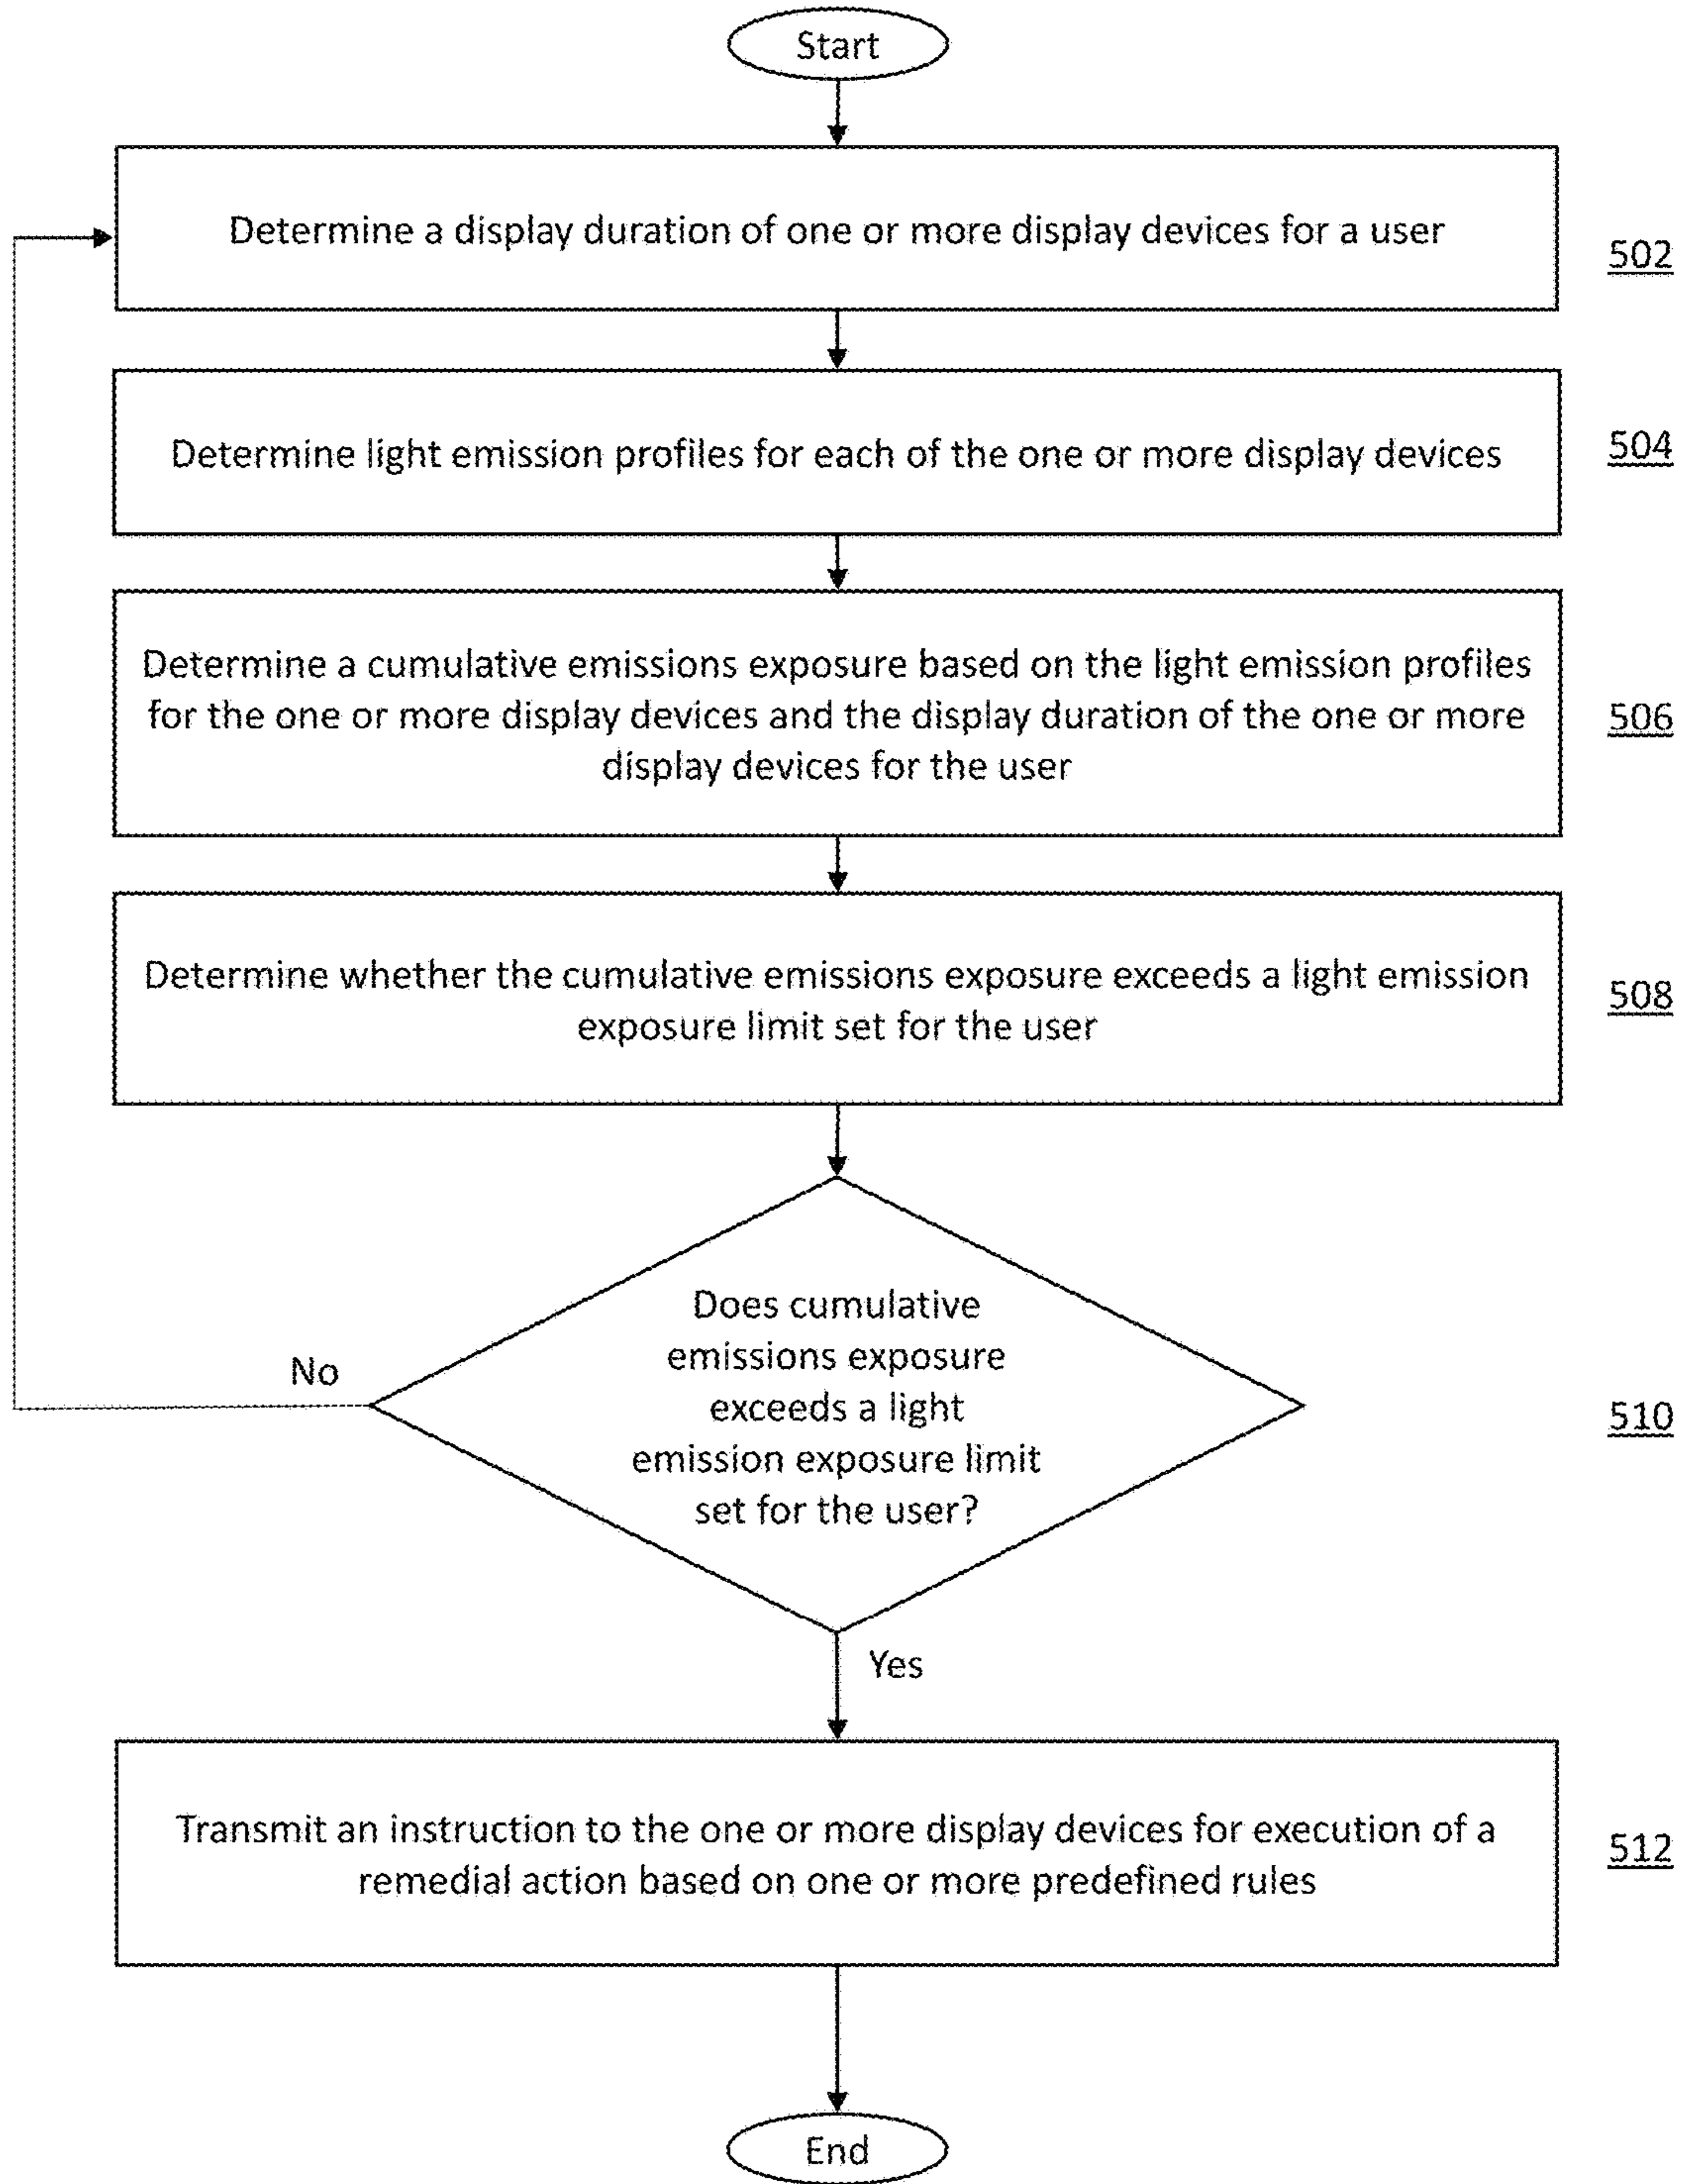 Start
Determine a display duration of one or more display devices for a user
502
Determine light emission profiles for each of the one or more display devices
504
Determine a cumulative emissions exposure based on the light emission profiles
for the one or more display devices and the display duration of the one or more
display devices for the user
506
Determine whether the cumulative emissions exposure exceeds a light emission
exposure limit set for the user
508
Does cumulative
emissions exposure
exceeds a light
emission exposure limit
set for the user?
No
510
Yes
Transmit an instruction to the one or more display devices for execution of a
remedial action based on one or more predefined rules
512
End